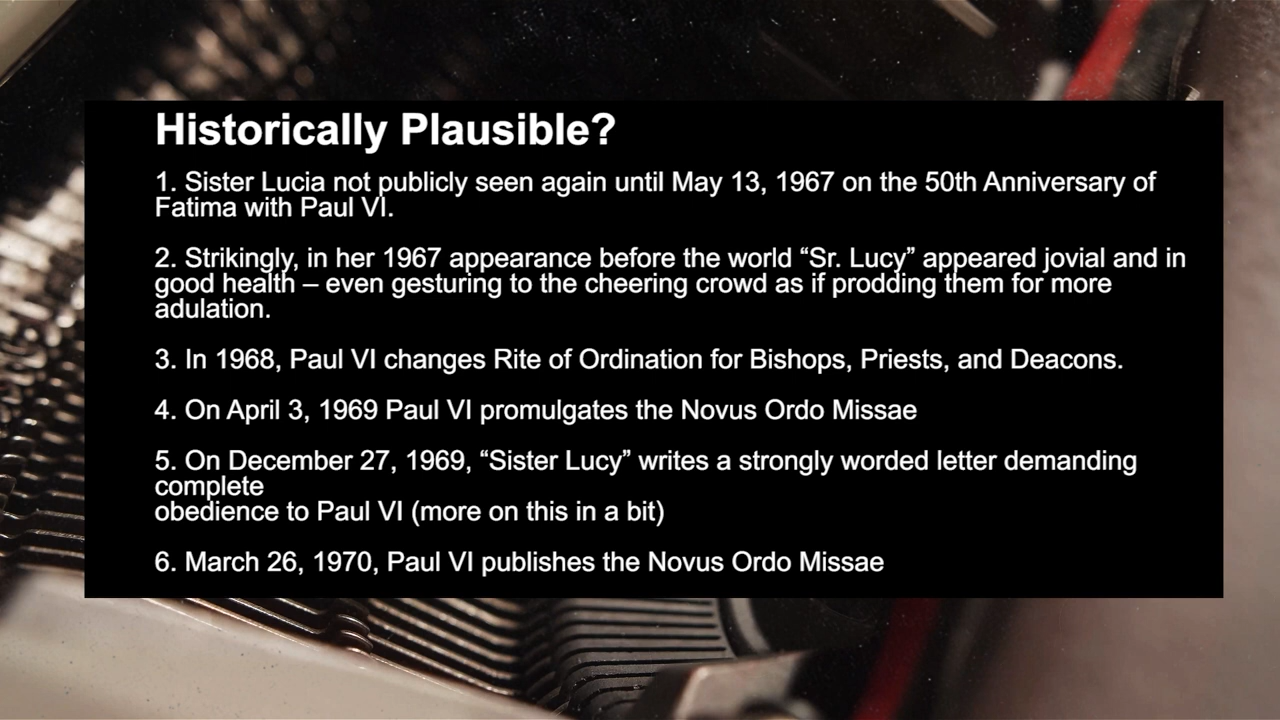 Historically Plausible?
1. Sister Lucia not publicly seen again until May 13, 1967 on the 50th Anniversary of
Fatima with Paul VI.
2. Strikingly, in her 1967 appearance before the world “Sr. Lucy” appeared jovial and in
good health – even gesturing to the cheering crowd as if prodding them for more
adulation.
3. In 1968, Paul VI changes Rite of Ordination for Bishops, Priests, and Deacons.
4. On April 3, 1969 Paul VI promulgates the Novus Ordo Missae
5. On December 27, 1969, “Sister Lucy” writes a strongly worded letter demanding
complete
obedience to Paul VI (more on this in a bit)
6. March 26, 1970, Paul VI publishes the Novus Ordo Missae